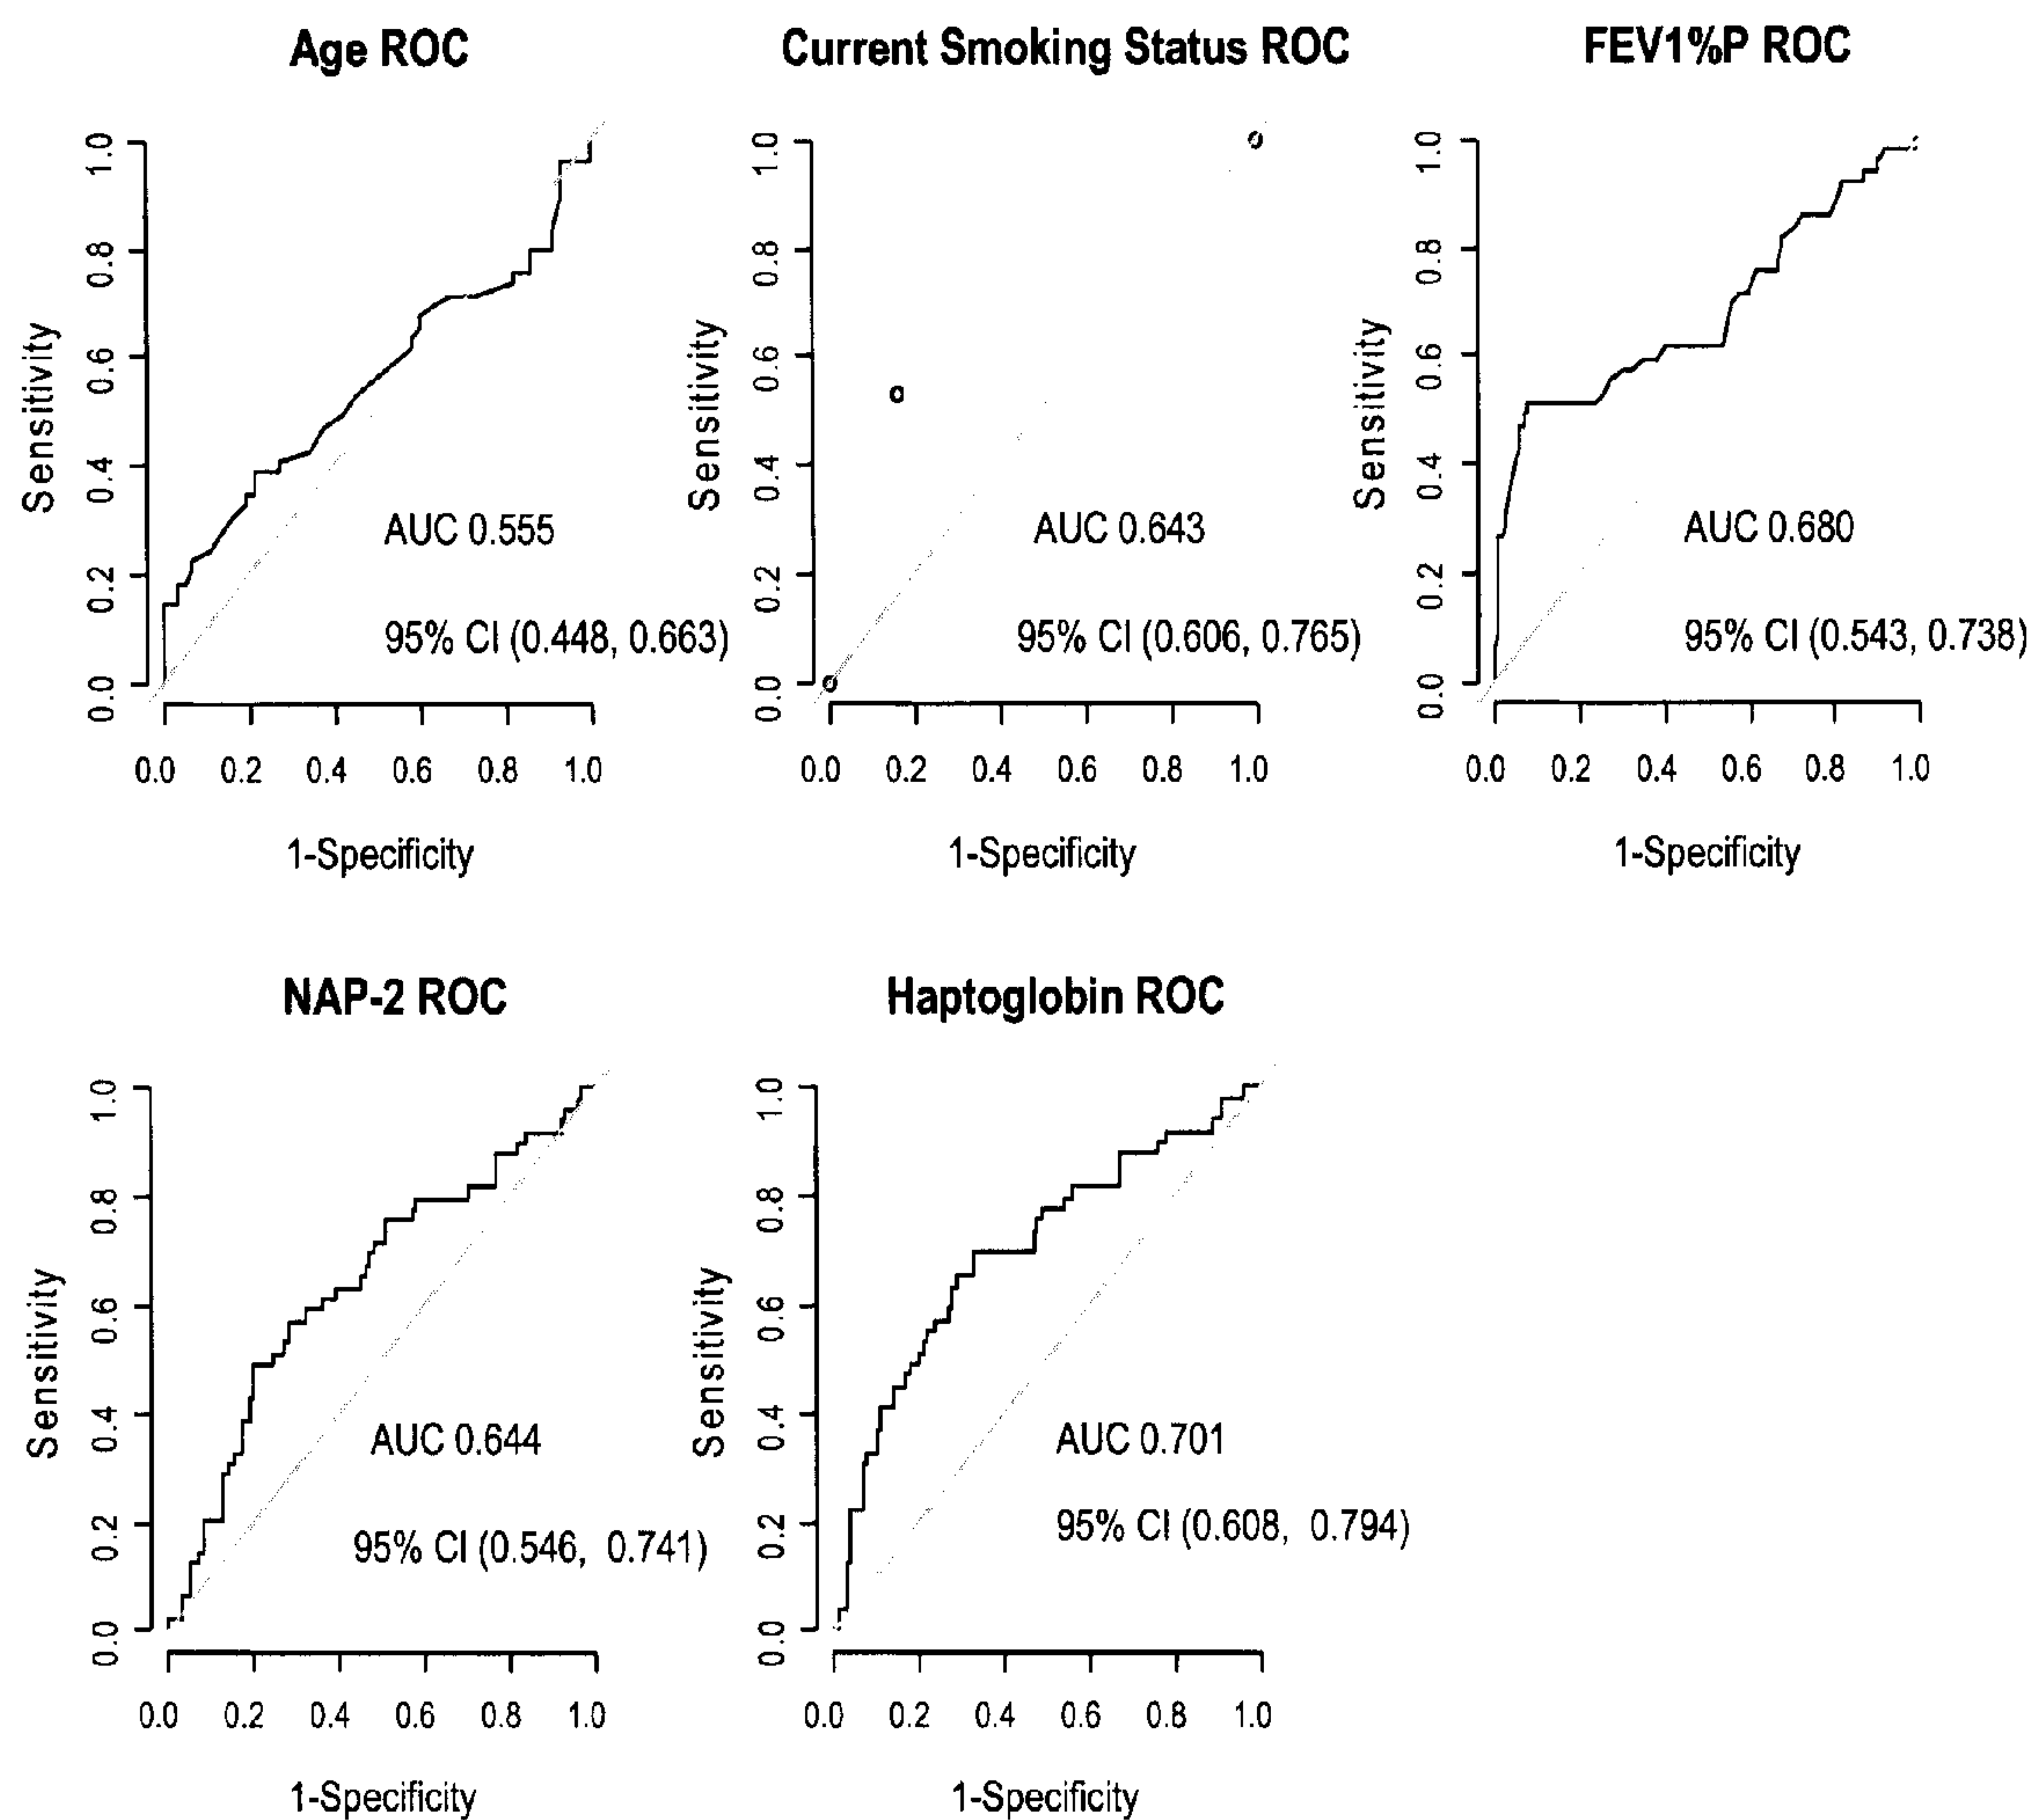 Age ROC
Sensitivity
0.0 0.2 0.4 0.6 0.8 1.0
AUC 0.555
95% CI (0.448, 0.663)
0.0 0.2 0.4 0.6 0.8 1.0
1-Specificity
Current Smoking Status ROC
Sensitivity
0.0 0.2 0.4 0.6 0.8 1.0
AUC 0.643
95% CI (0.606, 0.765)
0.0 0.2 0.4 0.6 0.8 1.0
1-Specificity
FEV1%P ROC
Sensitivity
0.0 0.2 0.4 0.6 0.8 1.0
AUC 0.680
95% CI (0.543, 0.738)
0.0 0.2 0.4 0.6 0.8 1.0
1-Specificity
NAP-2 ROC
Sensitivity
0.0 0.2 0.4 0.6 0.8 1.0
AUC 0.644
95% CI (0.546, 0.741)
0.0 0.2 0.4 0.6 0.8 1.0
1-Specificity
Haptoglobin ROC
Sensitivity
0.0 0.2 0.4 0.6 0.8 1.0
AUC 0.701
95% CI (0.608, 0.794)
0.0 0.2 0.4 0.6 0.8 1.0
1-Specificity